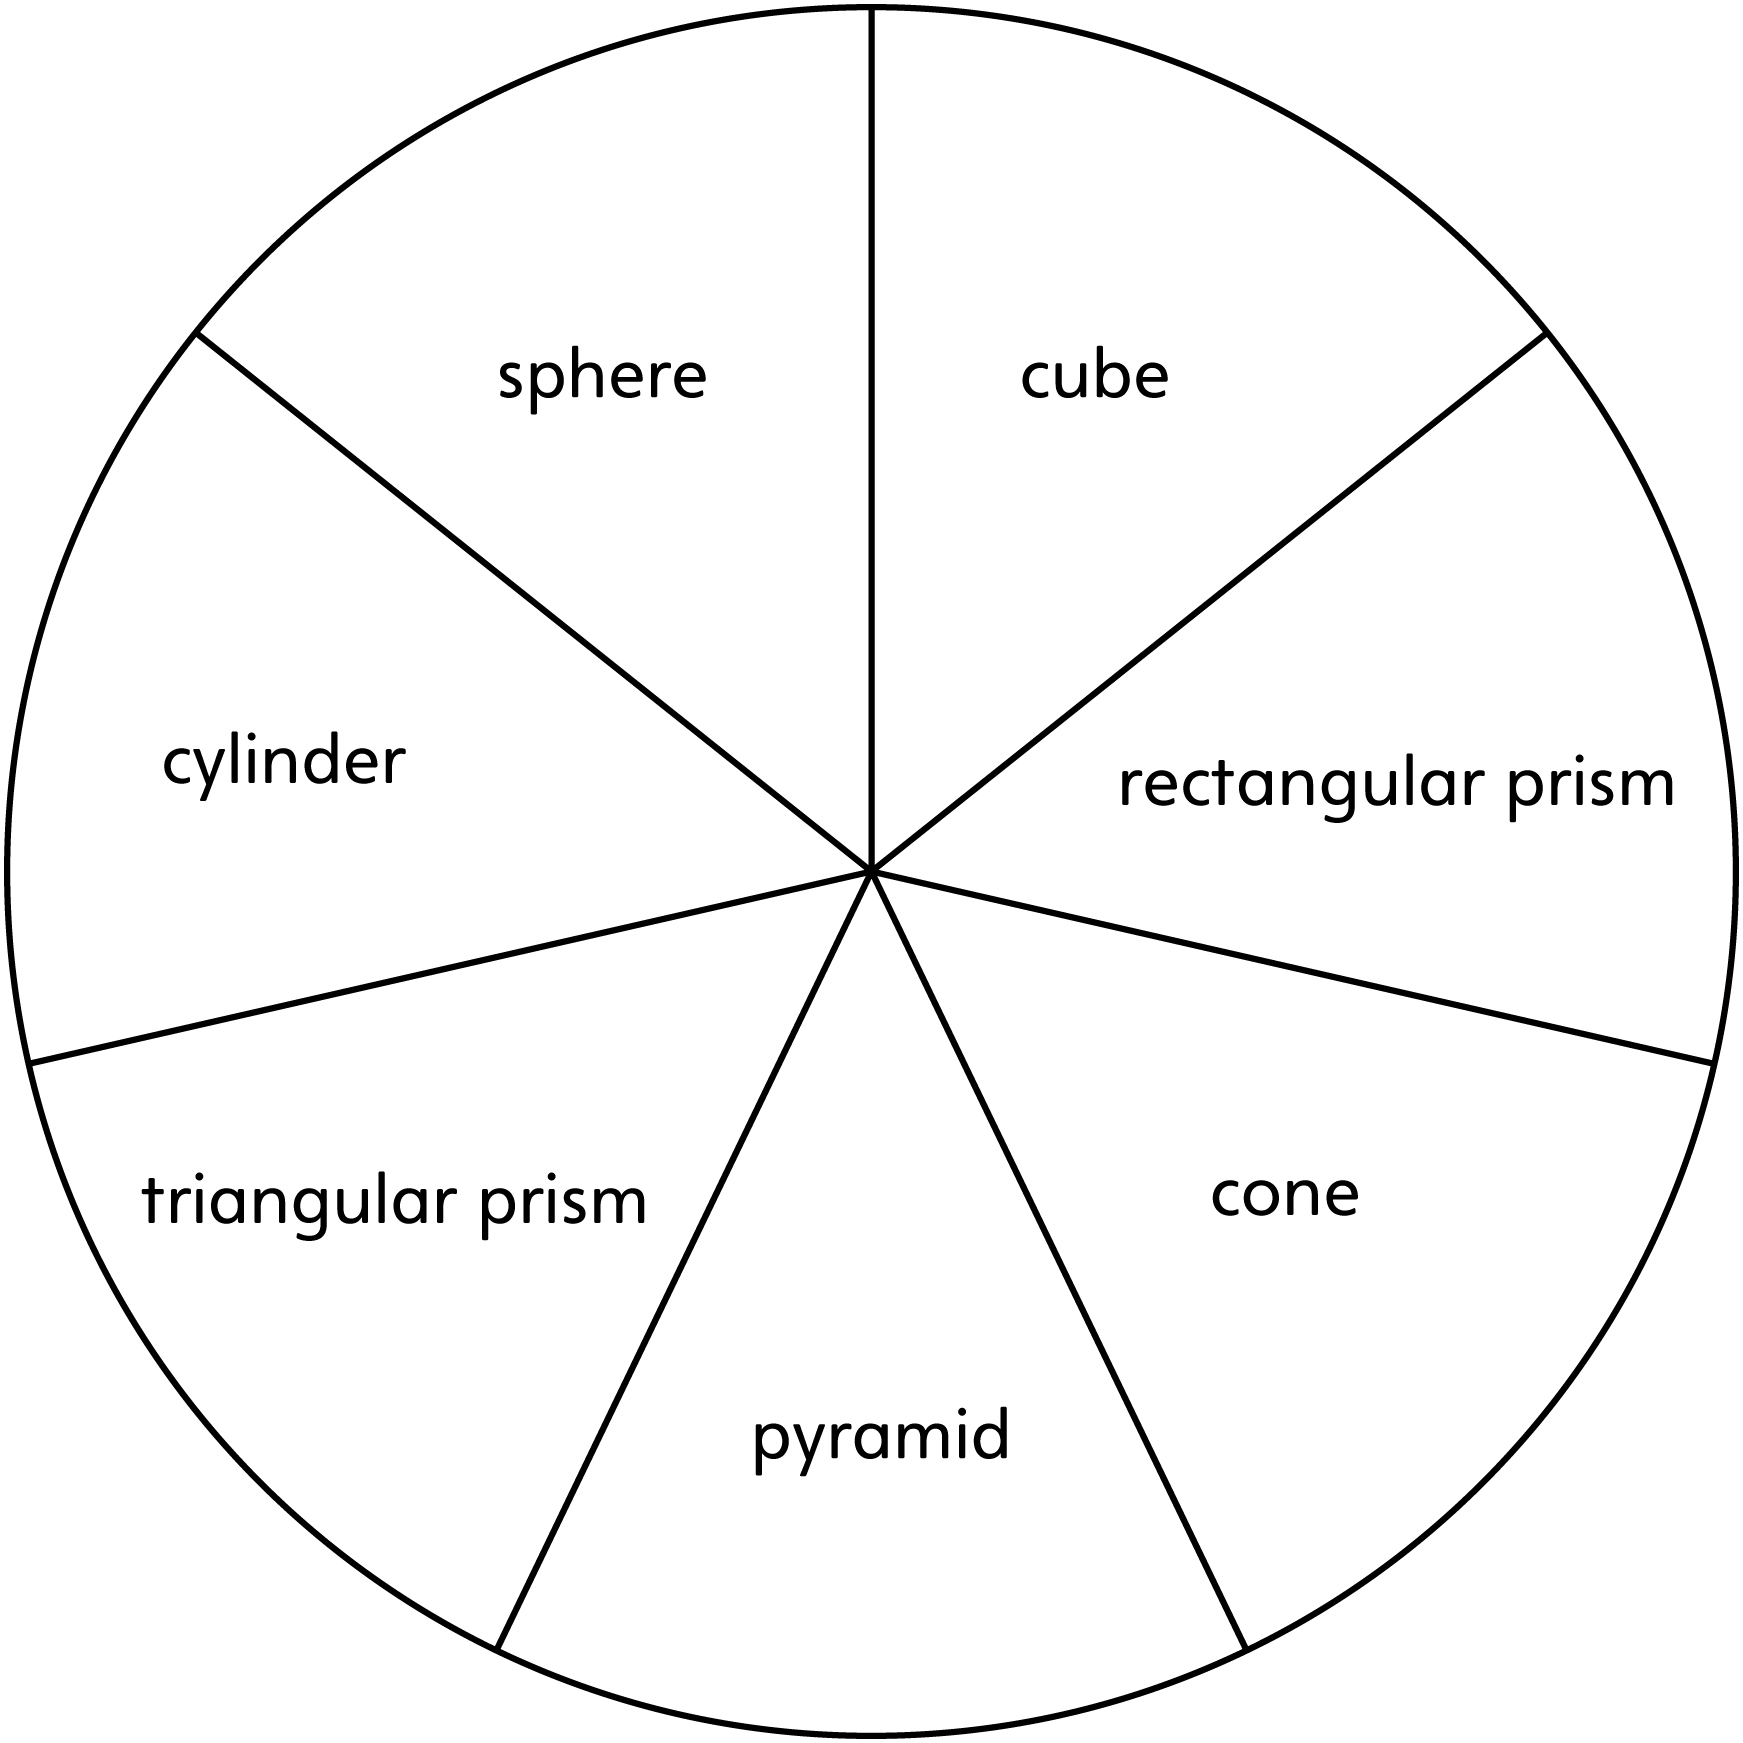 sphere
cube
cylinder
rectangular prism
triangular prism
cone
pyramid